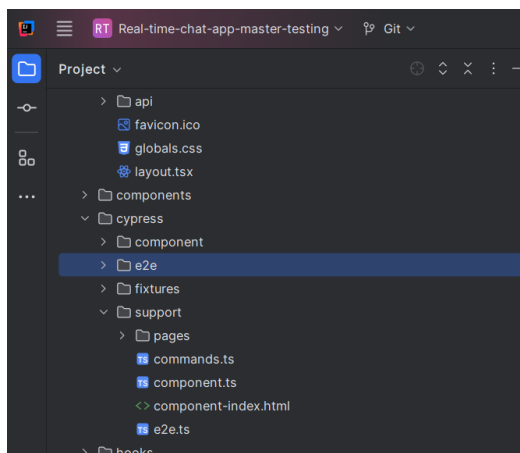 RT Real-time-chat-app-master-testing Git
Project
api
favicon.ico
globals.css
layout.tsx
components
cypress
component
e2e
fixtures
support
pages
TS commands.ts
TS component.ts
<> component-index.html
TS e2e.ts
hooks